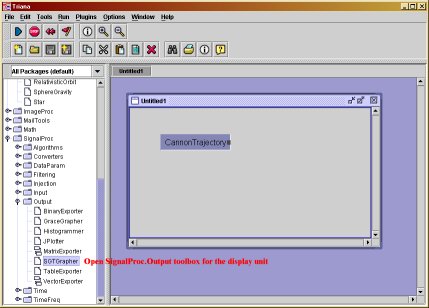 Triana
File Edit Tools Run Plugins Options Window Help
STOP
All Packages (default)
Untitled1
RelativisticOrbit
SphereGravity
Star
ImageProc
MailTools
Math
SignalProc
Algorithms
Converters
DataParam
Filtering
Injection
Input
Output
BinaryExporter
GraceGrapher
Histogrammer
JPlotter
MatrixExporter
SGTGrapher
TableExporter
VectorExporter
Time
TimeFreq
Untitled1
CannonTrajectory
Open SignalProc.Output toolbox for the display unit